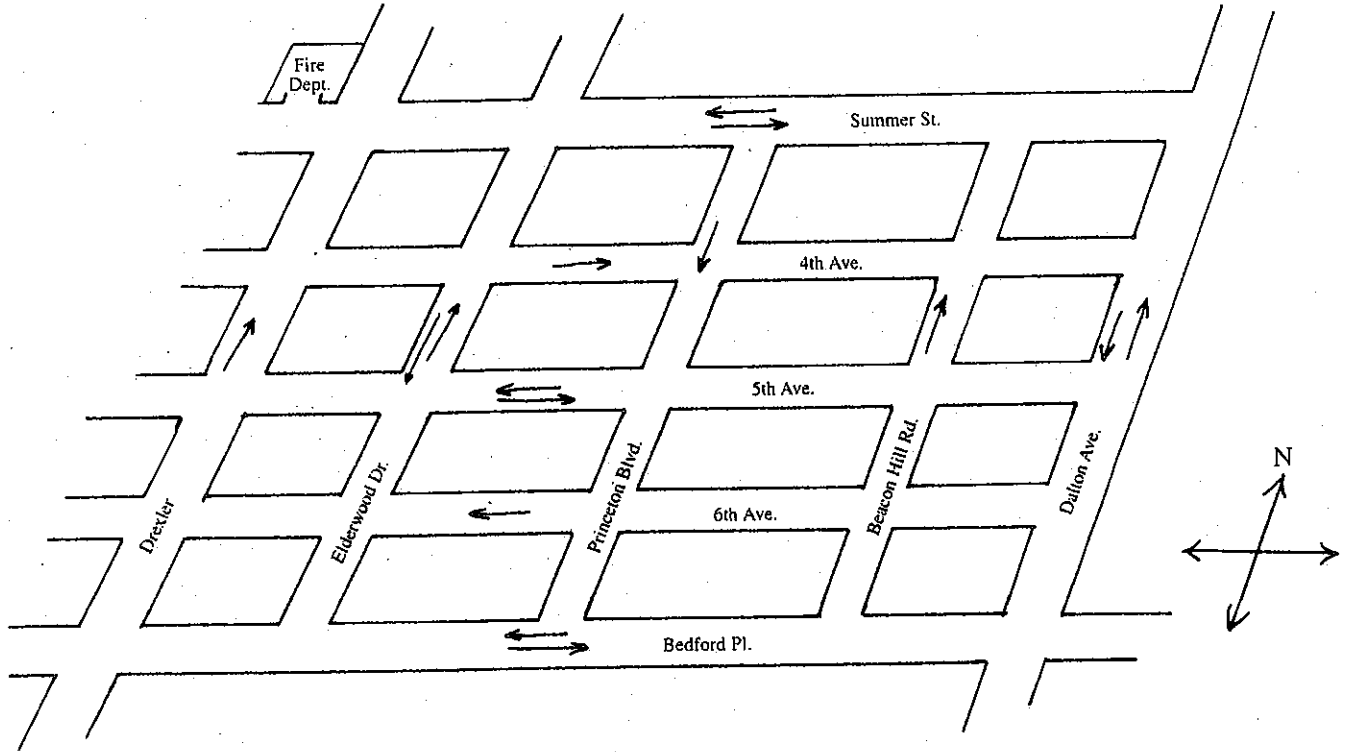 Fire
Dept.
Summer St.
4th Ave.
5th Ave.
Drexler
Elderwood Dr.
Princeton Blvd.
6th Ave.
Beacon Hill Rd.
Dalton Ave.
N
Bedford Pl.